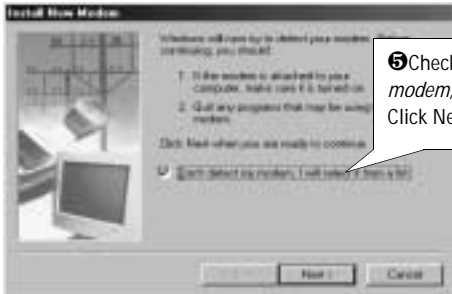 Install New Modem
Windows will now try to detect your modem. Before
continuing, you should:
1. If the modem is attached to your
computer, make sure it is turned on.
2. Quit any programs that may be using
modem.
Click Next when you are ready to continue.
Don't detect my modem, I will select it from a list.
Next >
Cancel
❺Check
modem,
Click Ne